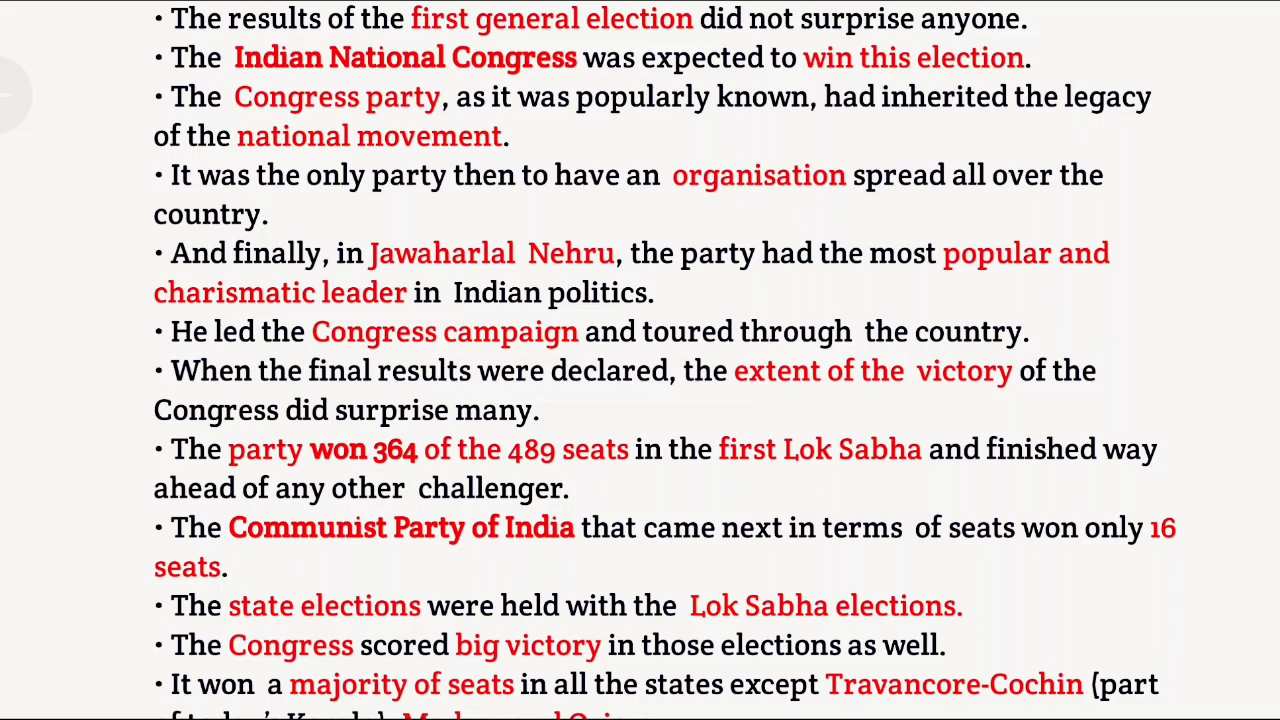 • The results of the first general election did not surprise anyone.
• The Indian National Congress was expected to win this election.
• The Congress party, as it was popularly known, had inherited the legacy
of the national movement.
• It was the only party then to have an organisation spread all over the
country.
• And finally, in Jawaharlal Nehru, the party had the most popular and
charismatic leader in Indian politics.
• He led the Congress campaign and toured through the country.
• When the final results were declared, the extent of the victory of the
Congress did surprise many.
• The party won 364 of the 489 seats in the first Lok Sabha and finished way
ahead of any other challenger.
• The Communist Party of India that came next in terms of seats won only 16
seats.
• The state elections were held with the Lok Sabha elections.
• The Congress scored big victory in those elections as well.
• It won a majority of seats in all the states except Travancore-Cochin (part